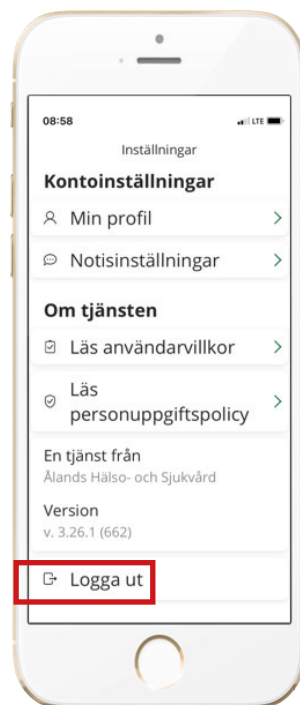 08:58 LTE
Inställningar
Kontoinställningar
Min profil
Notisinställningar
Om tjänsten
Läs användarvillkor
Läs
personuppgiftspolicy
En tjänst från
Ålands Hälso- och Sjukvård
Version
v. 3.26.1 (662)
Logga ut